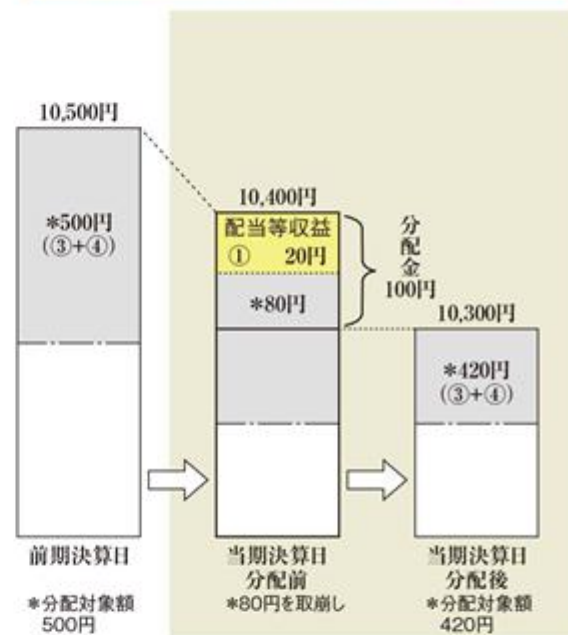 10,500円
*500円
(③+④)
10,400円
配当等収益
① 20円
*80円
分配金
100円
10,300円
*420円
(③+④)
前期決算日
*分配対象額
500円
当期決算日
分配前
*80円を取崩し
当期決算日
分配後
*分配対象額
420円